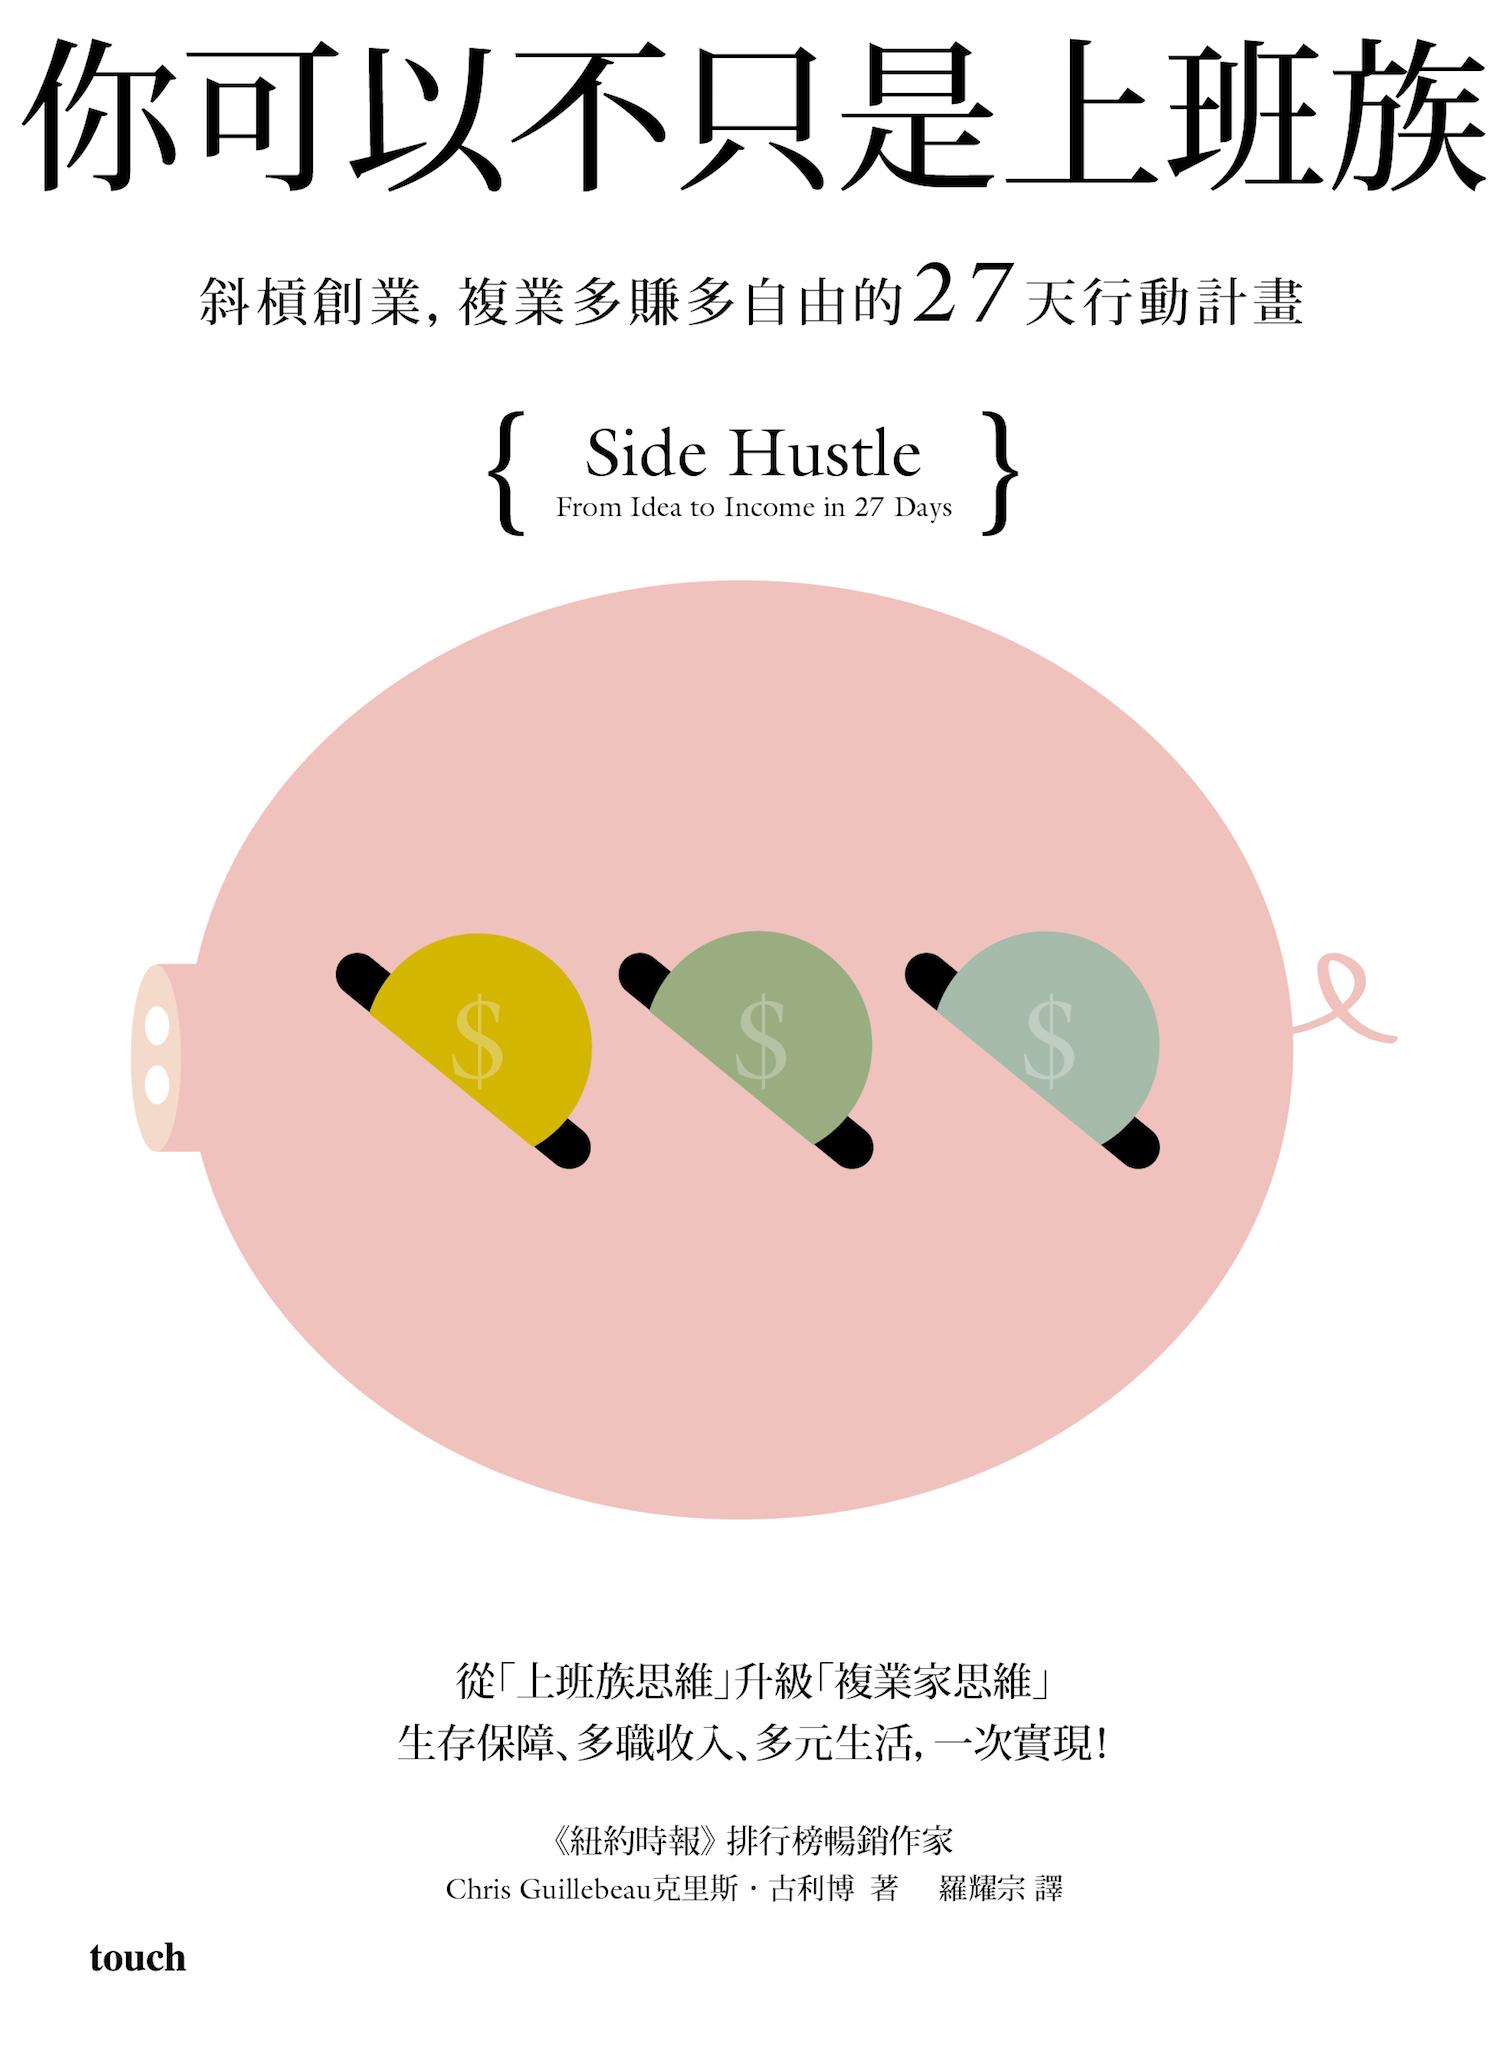 你可以不只是上班族
斜槓創業，複業多賺多自由的27天行動計畫
{ Side Hustle }
From Idea to Income in 27 Days
$ $ $
從「上班族思維」升級「複業家思維」
生存保障、多職收入、多元生活，一次實現！
《紐約時報》排行榜暢銷作家
Chris Guillebeau克里斯・古利博 著 羅耀宗 譯
touch